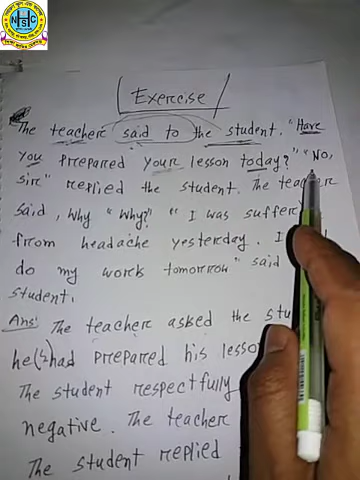 NSC
Exercise
The teacher said to the student. "Have
you prepared your lesson today?" "No,
sir" replied the student. The teacher
said, Why "Why?" "I was suffer
from headache yesterday. I
do my work tomorrow" said
student.
Ans: The teacher asked the stu
he(s) had prepared his lesso
The student respectfully
negative. The teacher
The student replied